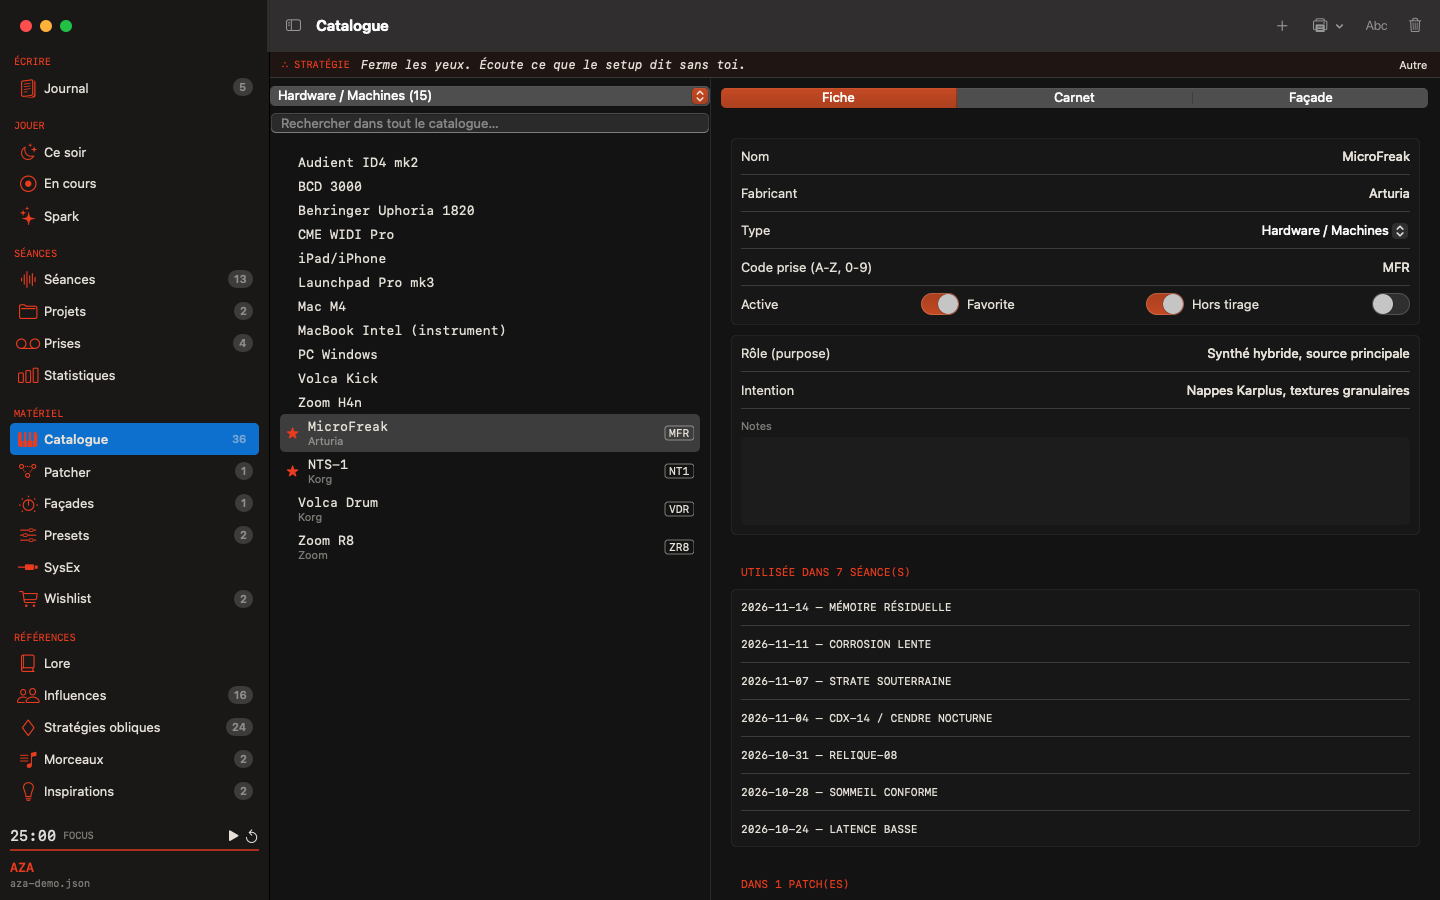 Catalogue
Abc
∴ STRATÉGIE Ferme les yeux. Écoute ce que le setup dit sans toi.
Autre
ÉCRIRE
Journal 5
JOUER
Ce soir
En cours
Spark
SÉANCES
Séances 13
Projets 2
Prises 4
Statistiques
MATÉRIEL
Catalogue 36
Patcher 1
Façades 1
Presets 2
SysEx
Wishlist 2
RÉFÉRENCES
Lore
Influences 16
Stratégies obliques 24
Morceaux 2
Inspirations 2
25:00 FOCUS
AZA
aza-demo.json
Hardware / Machines (15)
Rechercher dans tout le catalogue...
Audient ID4 mk2
BCD 3000
Behringer Uphoria 1820
CME WIDI Pro
iPad/iPhone
Launchpad Pro mk3
Mac M4
MacBook Intel (instrument)
PC Windows
Volca Kick
Zoom H4n
MicroFreak
Arturia
MFR
NTS-1
Korg
NT1
Volca Drum
Korg
VDR
Zoom R8
Zoom
ZR8
Fiche
Carnet
Façade
Nom MicroFreak
Fabricant Arturia
Type Hardware / Machines
Code prise (A-Z, 0-9) MFR
Active Favorite Hors tirage
Rôle (purpose) Synthé hybride, source principale
Intention Nappes Karplus, textures granulaires
Notes
UTILISÉE DANS 7 SÉANCE(S)
2026-11-14 — MÉMOIRE RÉSIDUELLE
2026-11-11 — CORROSION LENTE
2026-11-07 — STRATE SOUTERRAINE
2026-11-04 — CDX-14 / CENDRE NOCTURNE
2026-10-31 — RELIQUE-08
2026-10-28 — SOMMEIL CONFORME
2026-10-24 — LATENCE BASSE
DANS 1 PATCH(ES)